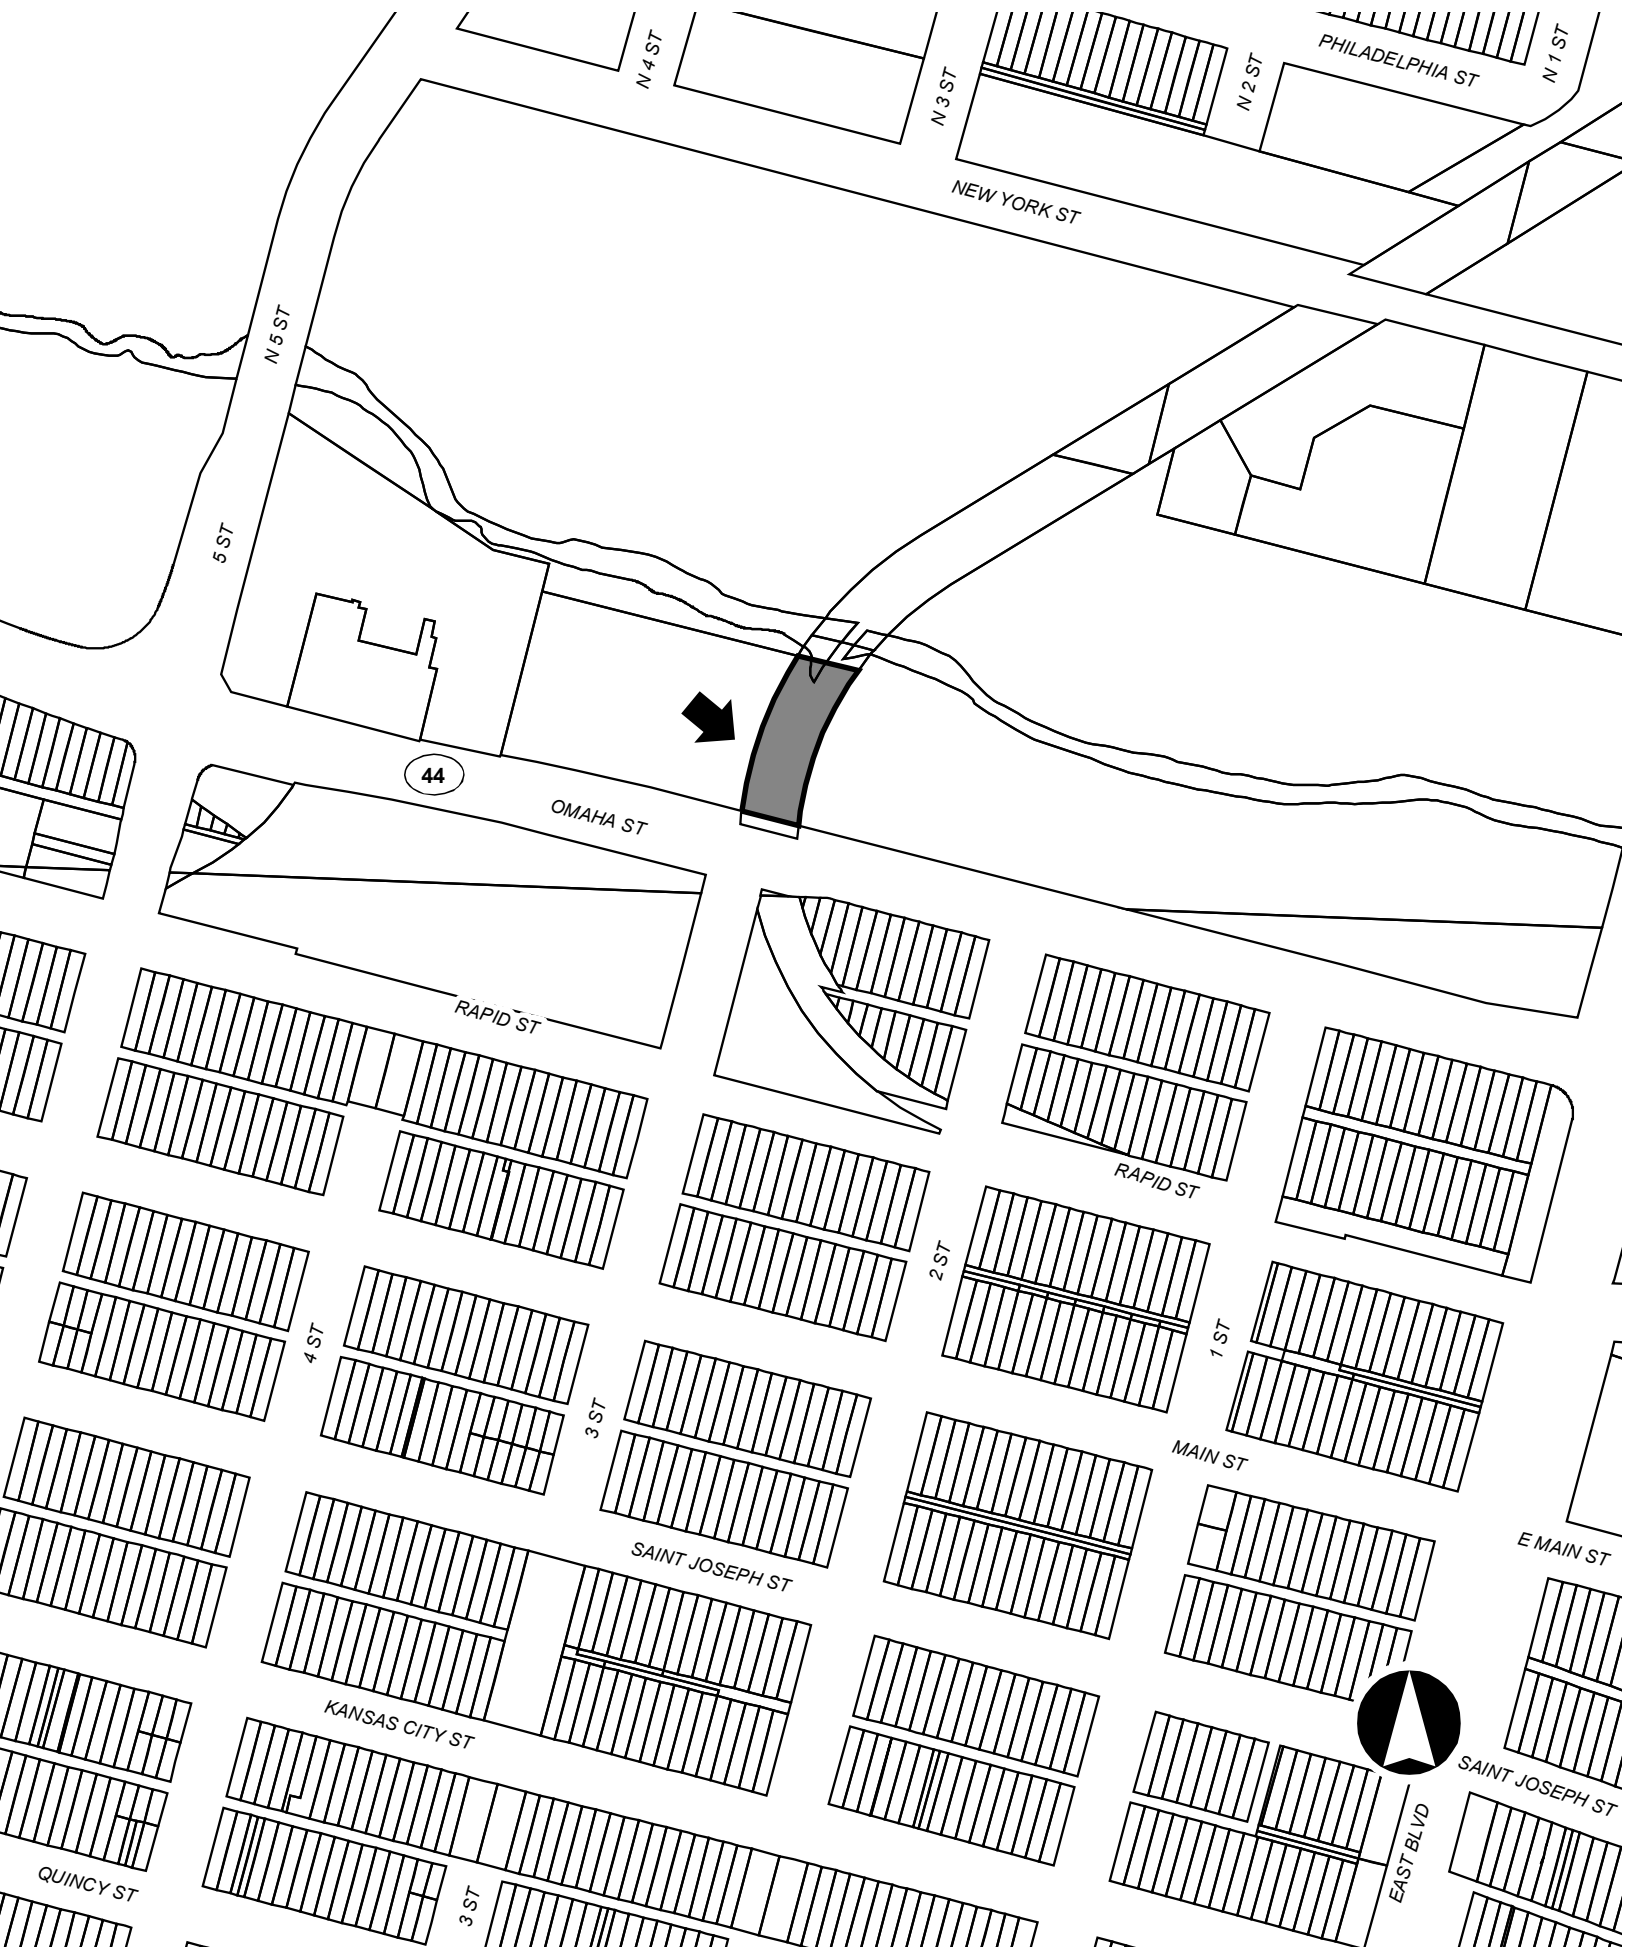 N 4 ST
N 3 ST
N 2 ST
PHILADELPHIA ST
N 1 ST
NEW YORK ST
N 5 ST
5 ST
44
OMAHA ST
RAPID ST
RAPID ST
2 ST
1 ST
4 ST
3 ST
MAIN ST
SAINT JOSEPH ST
E MAIN ST
KANSAS CITY ST
SAINT JOSEPH ST
EAST BLVD
QUINCY ST
3 ST